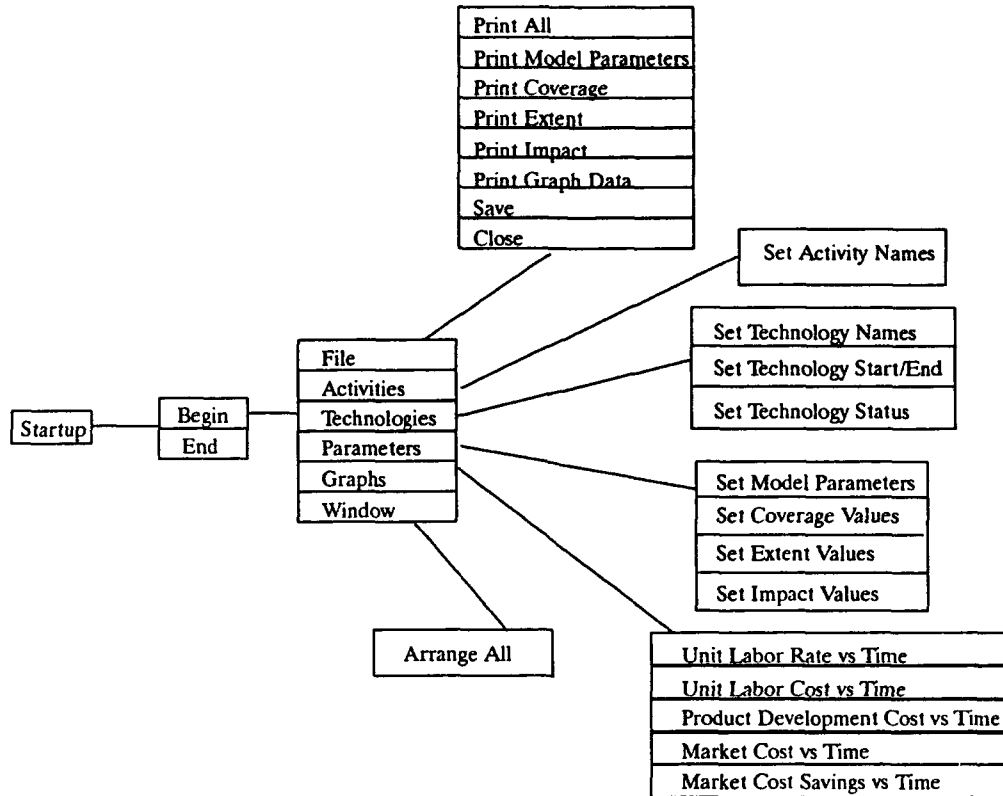 Print All
Print Model Parameters
Print Coverage
Print Extent
Print Impact
Print Graph Data
Save
Close
Set Activity Names
Set Technology Names
Set Technology Start/End
Set Technology Status
File
Activities
Technologies
Parameters
Graphs
Window
Startup
Begin
End
Set Model Parameters
Set Coverage Values
Set Extent Values
Set Impact Values
Arrange All
Unit Labor Rate vs Time
Unit Labor Cost vs Time
Product Development Cost vs Time
Market Cost vs Time
Market Cost Savings vs Time